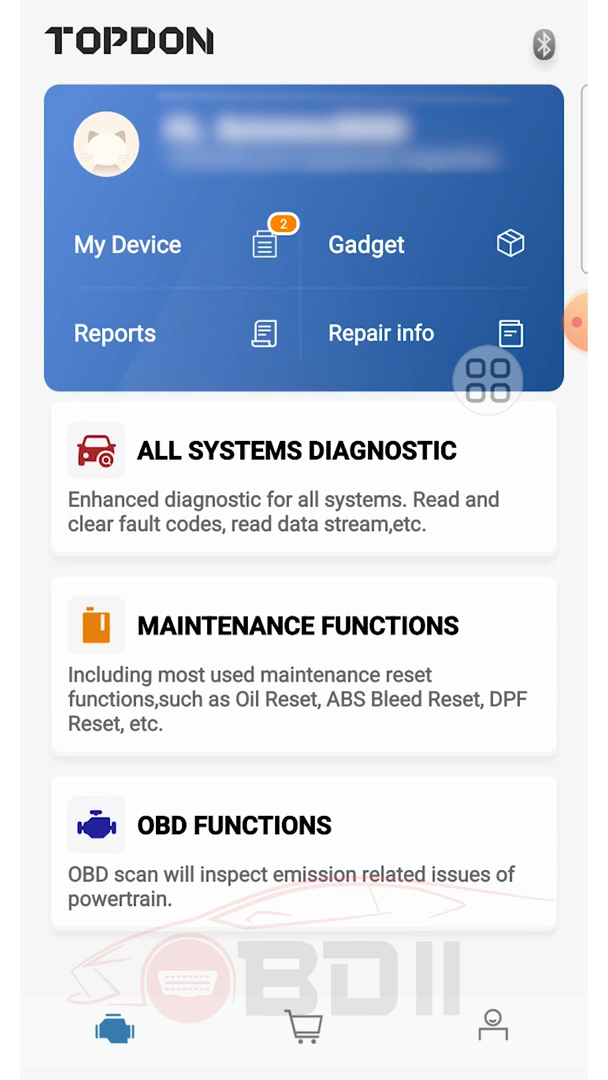 TOPDON
My Device
2
Gadget
Reports
Repair info
ALL SYSTEMS DIAGNOSTIC
Enhanced diagnostic for all systems. Read and
clear fault codes, read data stream,etc.
MAINTENANCE FUNCTIONS
Including most used maintenance reset
functions,such as Oil Reset, ABS Bleed Reset, DPF
Reset, etc.
OBD FUNCTIONS
OBD scan will inspect emission related issues of
powertrain.
OBDII